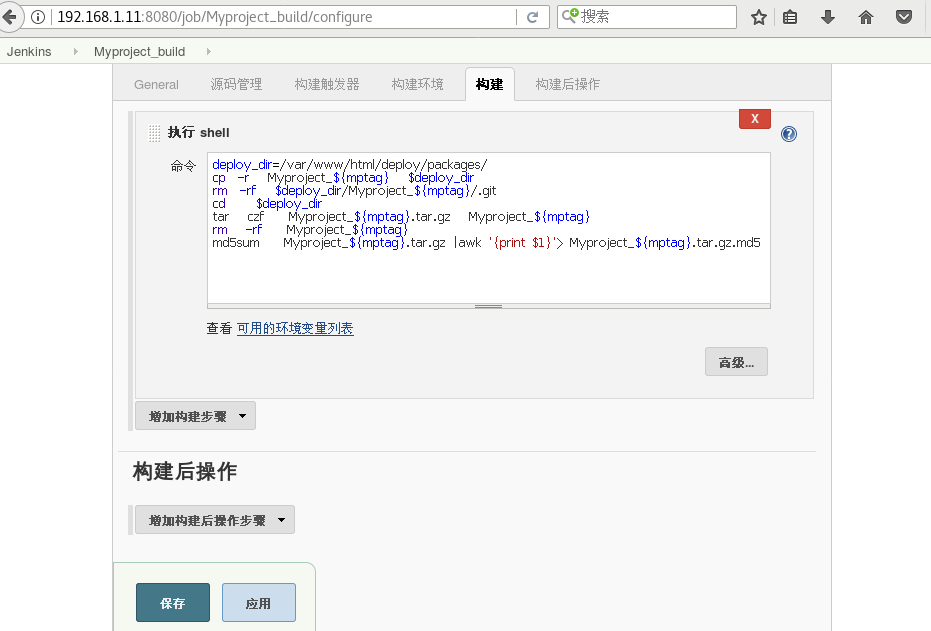 192.168.1.11:8080/job/Myproject_build/configure
搜索
Jenkins Myproject_build
General 源码管理 构建触发器 构建环境 构建 构建后操作
X
执行 shell
?
命令
deploy_dir=/var/www/html/deploy/packages/
cp -r Myproject_${mptag} $deploy_dir
rm -rf $deploy_dir/Myproject_${mptag}/.git
cd $deploy_dir
tar czf Myproject_${mptag}.tar.gz Myproject_${mptag}
rm -rf Myproject_${mptag}
md5sum Myproject_${mptag}.tar.gz |awk '{print $1}'> Myproject_${mptag}.tar.gz.md5
查看 可用的环境变量列表
高级...
增加构建步骤
构建后操作
增加构建后操作步骤
保存 应用